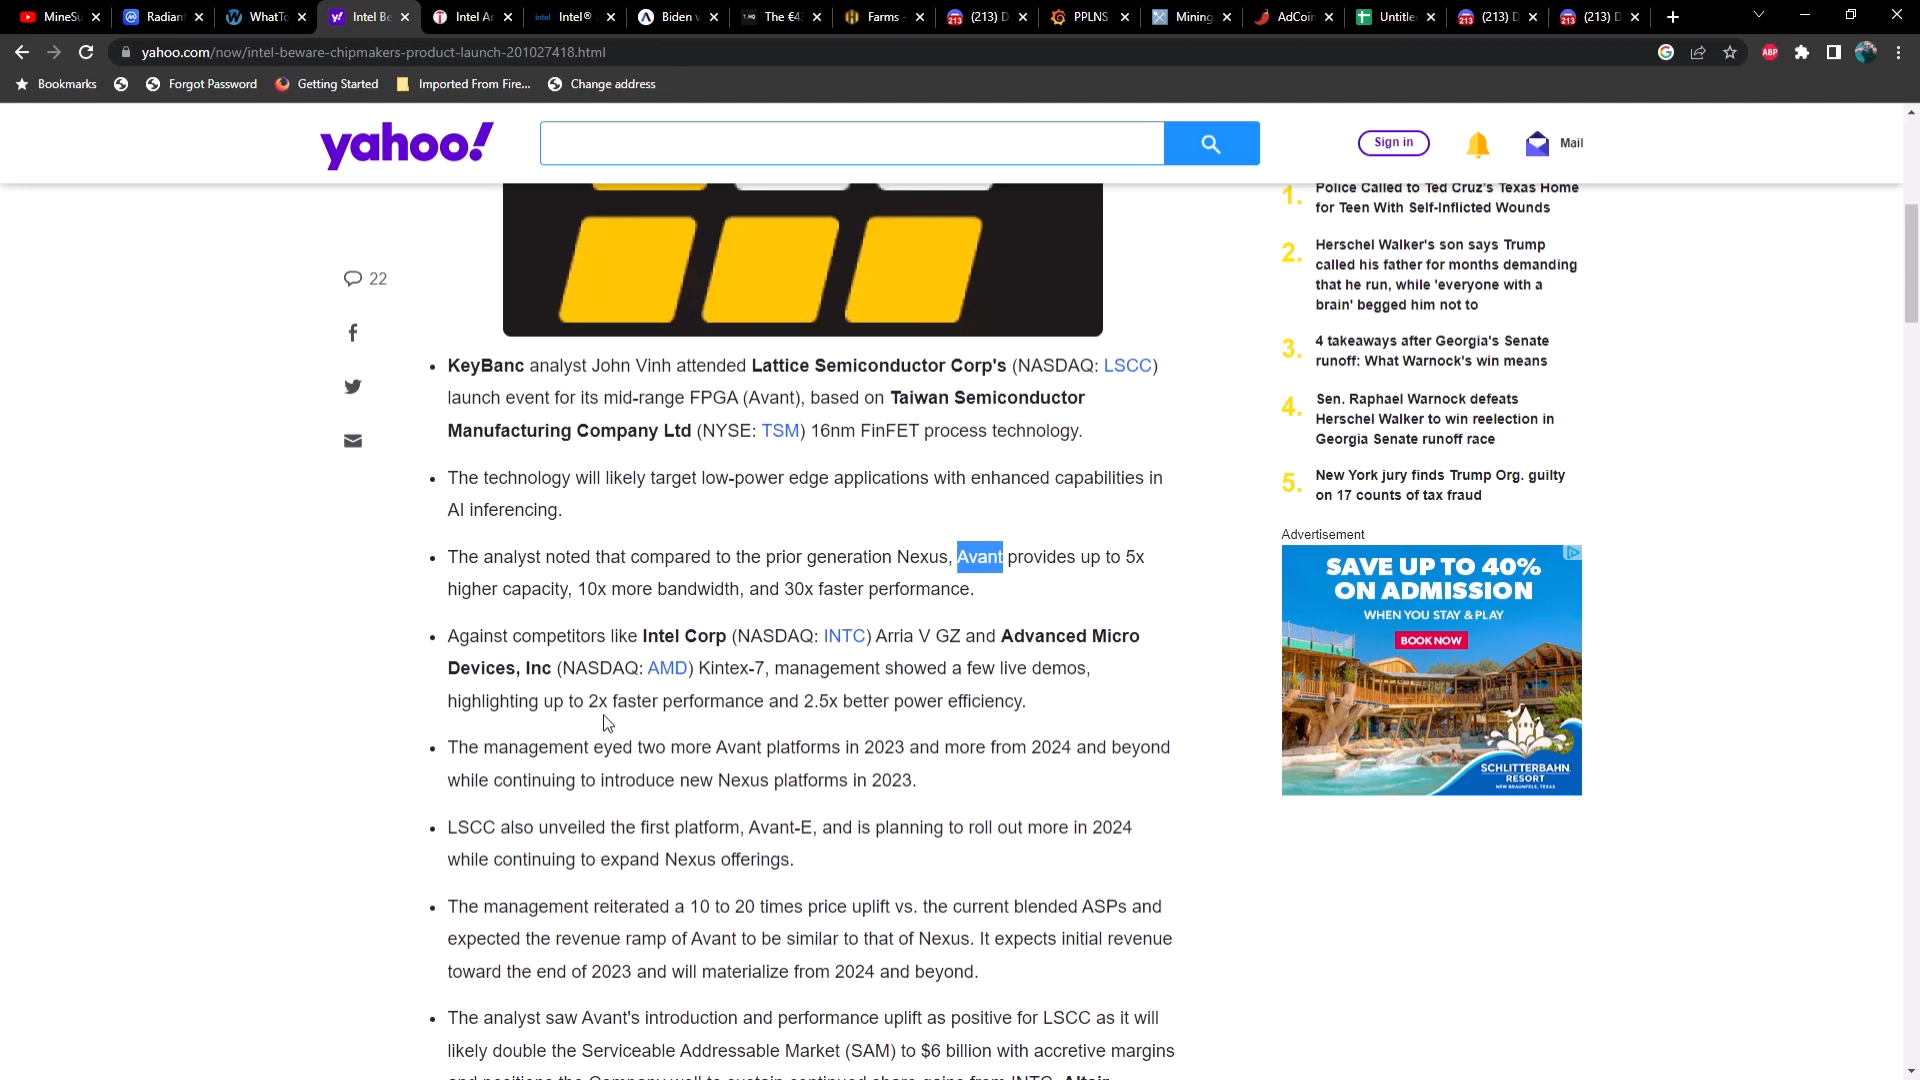 MineSu
Radian
WhatTo
Intel Be
Intel Ar
Intel®
Biden v
The €4
Farms -
(213) D
PPLNS
Mining
AdCoin
Untitle
(213) D
(213) D
yahoo.com/now/intel-beware-chipmakers-product-launch-201027418.html
ABP
Bookmarks
Forgot Password
Getting Started
Imported From Fire...
Change address
yahoo!
Sign in
Mail
22
KeyBanc analyst John Vinh attended Lattice Semiconductor Corp's (NASDAQ: LSCC)
launch event for its mid-range FPGA (Avant), based on Taiwan Semiconductor
Manufacturing Company Ltd (NYSE: TSM) 16nm FinFET process technology.
The technology will likely target low-power edge applications with enhanced capabilities in
AI inferencing.
The analyst noted that compared to the prior generation Nexus, Avant provides up to 5x
higher capacity, 10x more bandwidth, and 30x faster performance.
Against competitors like Intel Corp (NASDAQ: INTC) Arria V GZ and Advanced Micro
Devices, Inc (NASDAQ: AMD) Kintex-7, management showed a few live demos,
highlighting up to 2x faster performance and 2.5x better power efficiency.
The management eyed two more Avant platforms in 2023 and more from 2024 and beyond
while continuing to introduce new Nexus platforms in 2023.
LSCC also unveiled the first platform, Avant-E, and is planning to roll out more in 2024
while continuing to expand Nexus offerings.
The management reiterated a 10 to 20 times price uplift vs. the current blended ASPs and
expected the revenue ramp of Avant to be similar to that of Nexus. It expects initial revenue
toward the end of 2023 and will materialize from 2024 and beyond.
The analyst saw Avant's introduction and performance uplift as positive for LSCC as it will
likely double the Serviceable Addressable Market (SAM) to $6 billion with accretive margins
1. Police Called to Ted Cruz's Texas Home
for Teen With Self-Inflicted Wounds
2. Herschel Walker's son says Trump
called his father for months demanding
that he run, while 'everyone with a
brain' begged him not to
3. 4 takeaways after Georgia's Senate
runoff: What Warnock's win means
4. Sen. Raphael Warnock defeats
Herschel Walker to win reelection in
Georgia Senate runoff race
5. New York jury finds Trump Org. guilty
on 17 counts of tax fraud
Advertisement
SAVE UP TO 40%
ON ADMISSION
WHEN YOU STAY & PLAY
BOOK NOW
SCHLITTERBAHN
RESORT
NEW BRAUNFELS, TEXAS